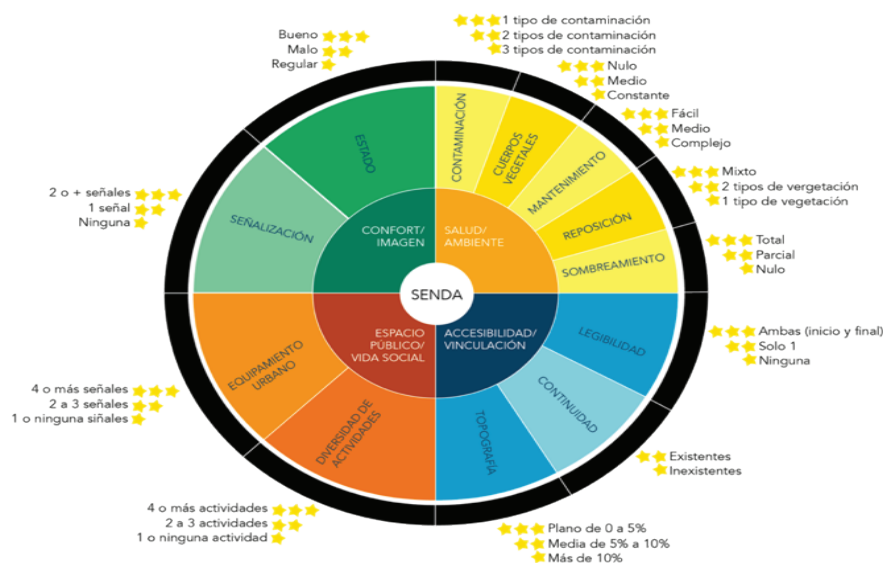 Bueno
Malo
Regular
1 tipo de contaminación
2 tipos de contaminación
3 tipos de contaminación
Nulo
Medio
Constante
Fácil
Medio
Complejo
Mixto
2 tipos de vergetación
1 tipo de vegetación
Total
Parcial
Nulo
Ambas (inicio y final)
Solo 1
Ninguna
Existentes
Inexistentes
Plano de 0 a 5%
Media de 5% a 10%
Más de 10%
4 o más actividades
2 a 3 actividades
1 o ninguna actividad
4 o más señales
2 a 3 señales
1 o ninguna siñales
2 o + señales
1 señal
Ninguna
ESTADO
CONTAMINACIÓN
CUERPOS
VEGETALES
MANTENIMIENTO
REPOSICIÓN
SOMBREAMIENTO
LEGIBILIDAD
CONTINUIDAD
TOPOGRAFÍA
DIVERSIDAD DE
ACTIVIDADES
EQUIPAMIENTO
URBANO
SEÑALIZACIÓN
CONFORT/
IMAGEN
SALUD/
AMBIENTE
SENDA
ESPACIO
PÚBLICO/
VIDA SOCIAL
ACCESIBILIDAD/
VINCULACIÓN